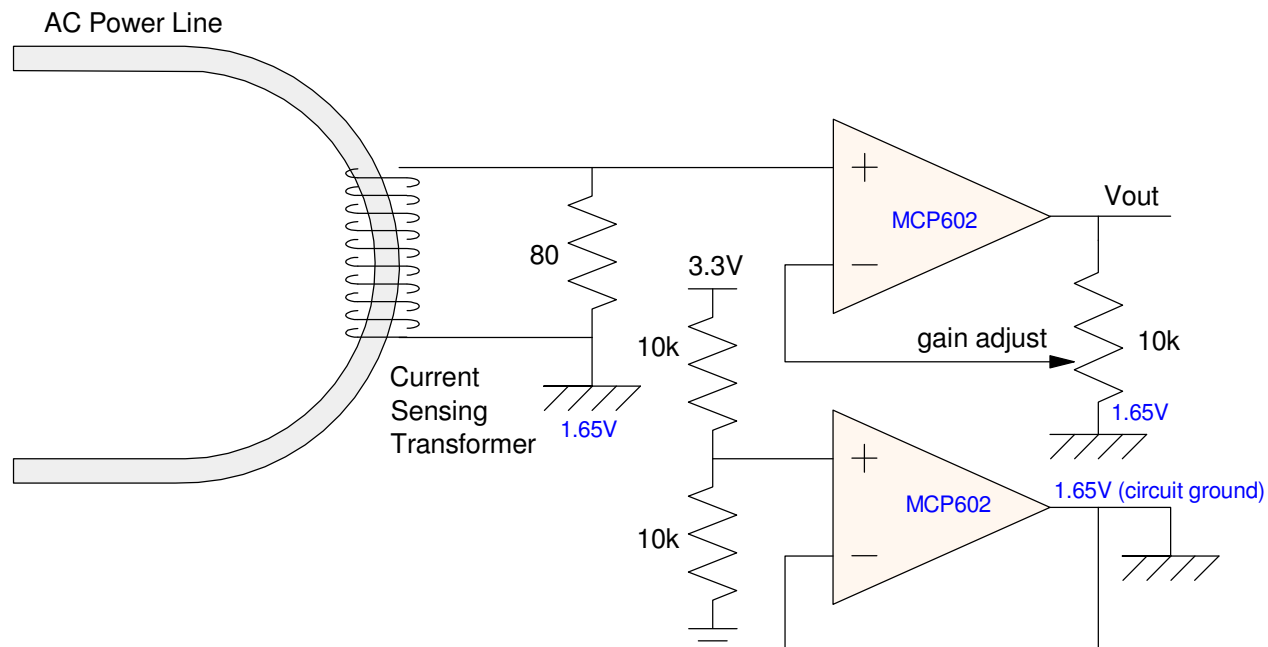 AC Power Line
Vout
MCP602
80
3.3V
10k
gain adjust
10k
Current
Sensing
Transformer
1.65V
1.65V
MCP602
1.65V (circuit ground)
10k